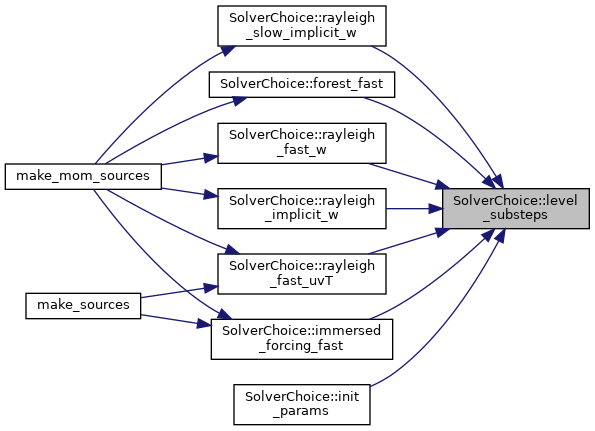 SolverChoice::rayleigh
_slow_implicit_w
SolverChoice::forest_fast
SolverChoice::rayleigh
_fast_w
make_mom_sources
SolverChoice::rayleigh
_implicit_w
SolverChoice::level
_substeps
SolverChoice::rayleigh
_fast_uvT
make_sources
SolverChoice::immersed
_forcing_fast
SolverChoice::init
_params